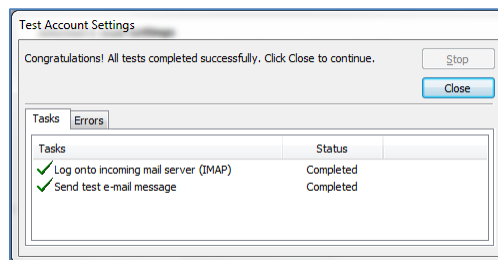 Test Account Settings
Congratulations! All tests completed successfully. Click Close to continue.
Stop
Close
Tasks Errors
Tasks Status
Log onto incoming mail server (IMAP) Completed
Send test e-mail message Completed